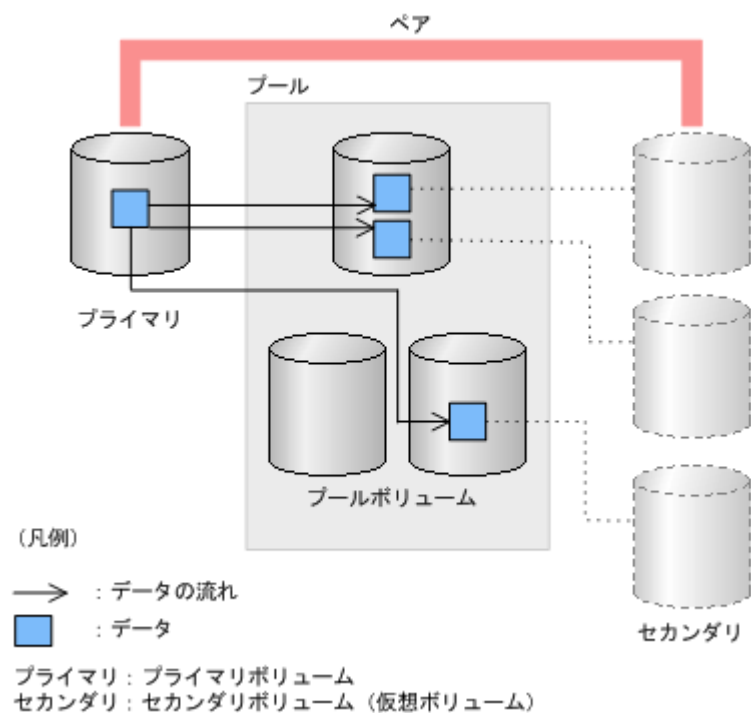 ペア
プール
プライマリ
プールボリューム
セカンダリ
（凡例）
：データの流れ
：データ
プライマリ：プライマリボリューム
セカンダリ：セカンダリボリューム（仮想ボリューム）